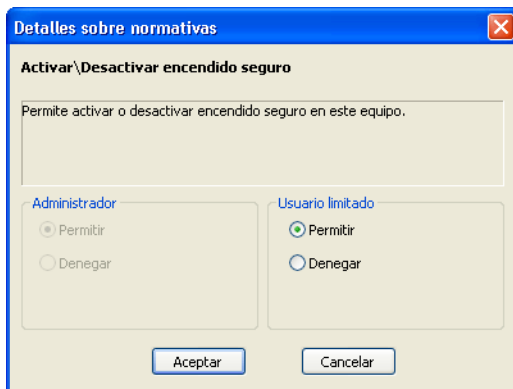 Detalles sobre normativas
Activar\Desactivar encendido seguro
Permite activar o desactivar encendido seguro en este equipo.
Administrador
Permitir
Denegar
Usuario limitado
Permitir
Denegar
Aceptar
Cancelar